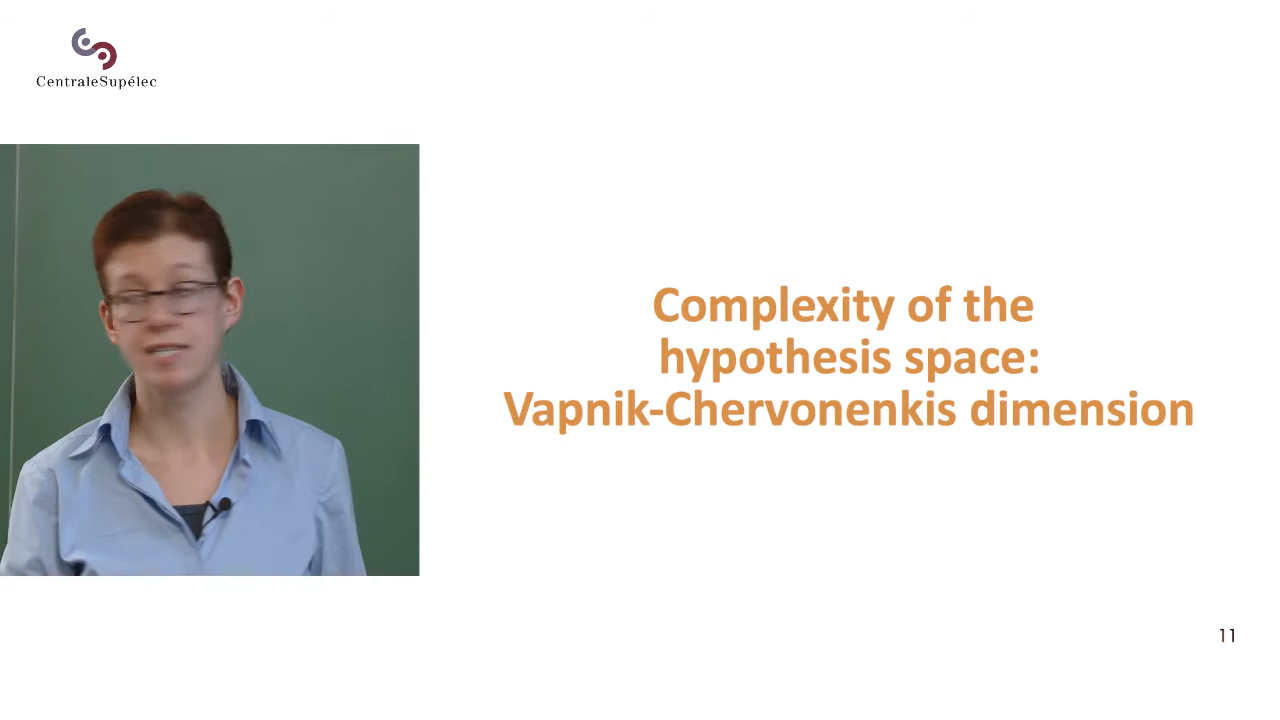 CentraleSupélec
Complexity of the
hypothesis space:
Vapnik-Chervonenkis dimension
11